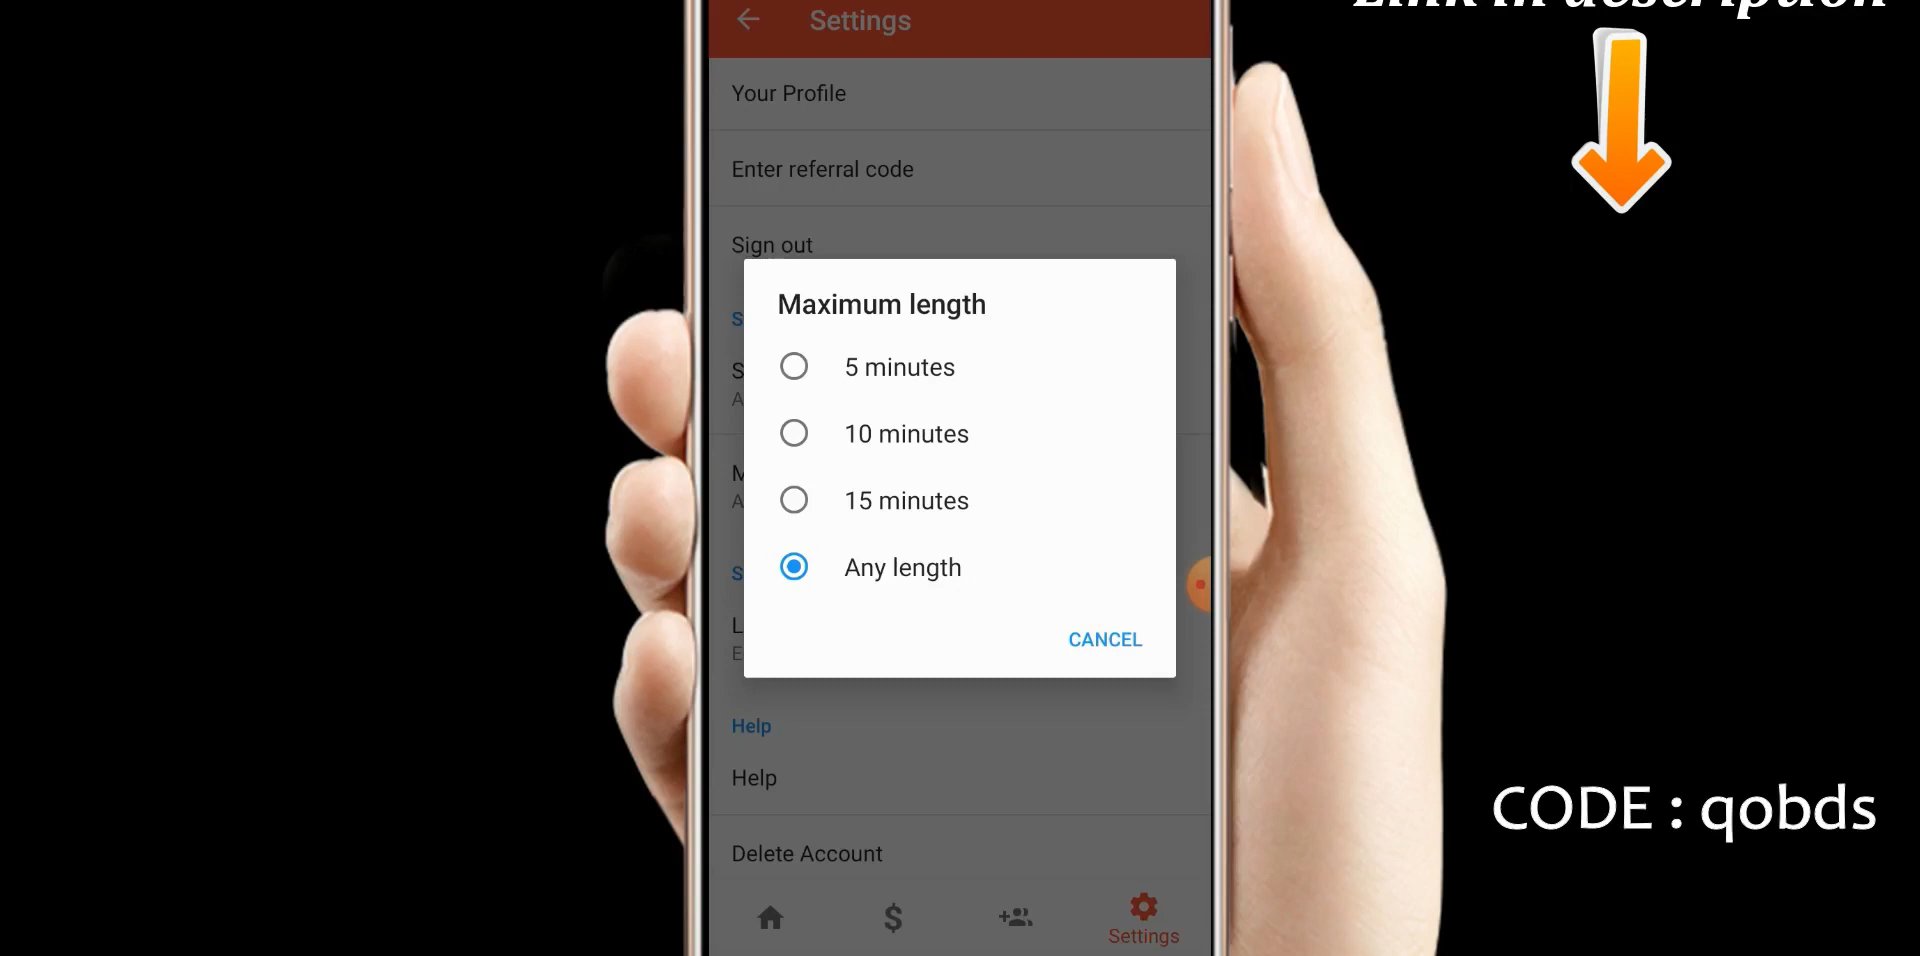 Link in description
Settings
Your Profile
Enter referral code
Sign out
Maximum length
S
5 minutes
S
A
10 minutes
M
A
15 minutes
S
Any length
L
E
CANCEL
Help
Help
CODE : qobds
Delete Account
$
Settings